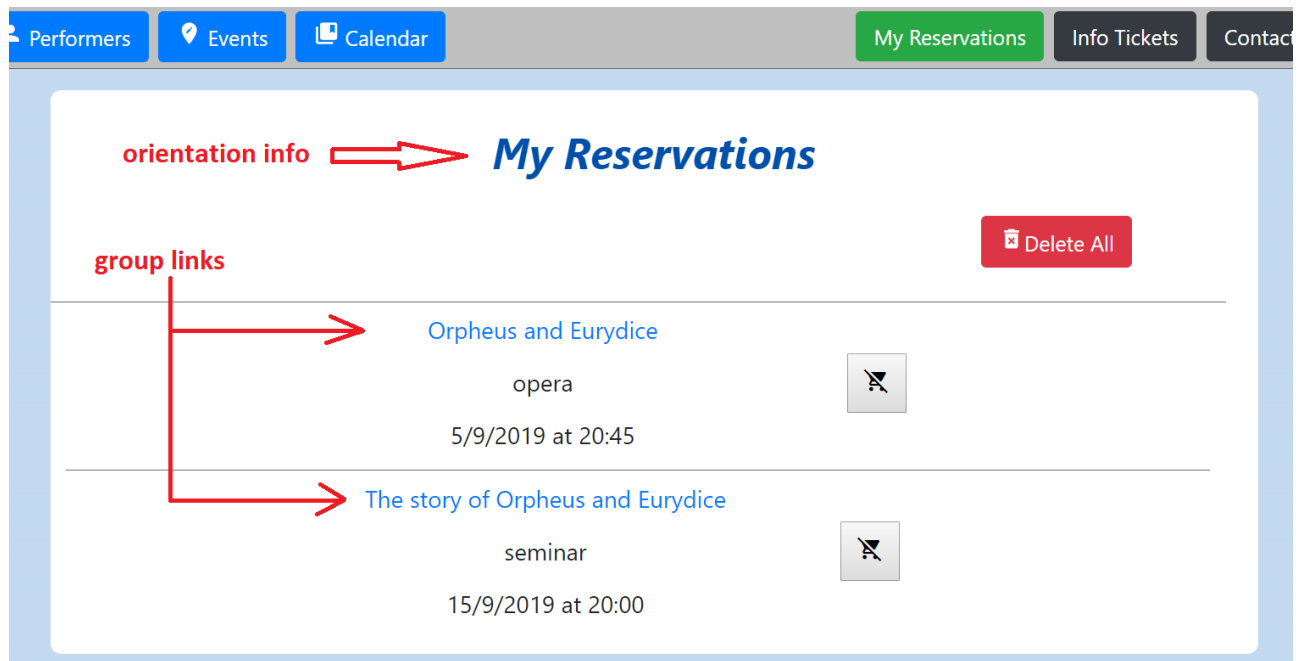 Performers Events Calendar My Reservations Info Tickets Contact
orientation info My Reservations
Delete All
group links
Orpheus and Eurydice
opera
5/9/2019 at 20:45
The story of Orpheus and Eurydice
seminar
15/9/2019 at 20:00